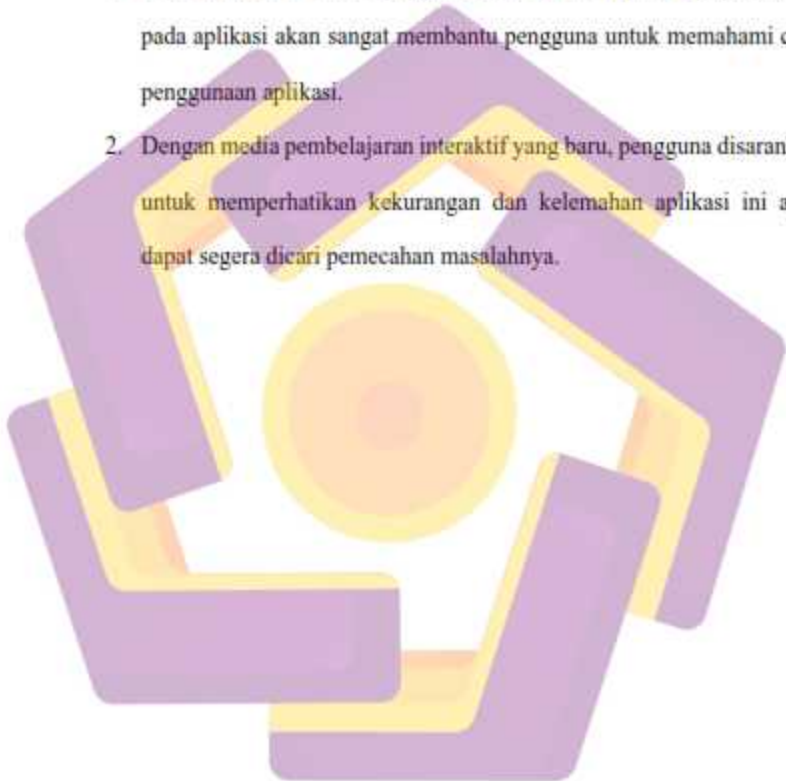 pada aplikasi akan sangat membantu pengguna untuk memahami
penggunaan aplikasi.
2. Dengan media pembelajaran interaktif yang baru, pengguna
untuk memperhatikan kekurangan dan kelemahan aplikasi ini
dapat segera dicari pemecahan masalahnya.